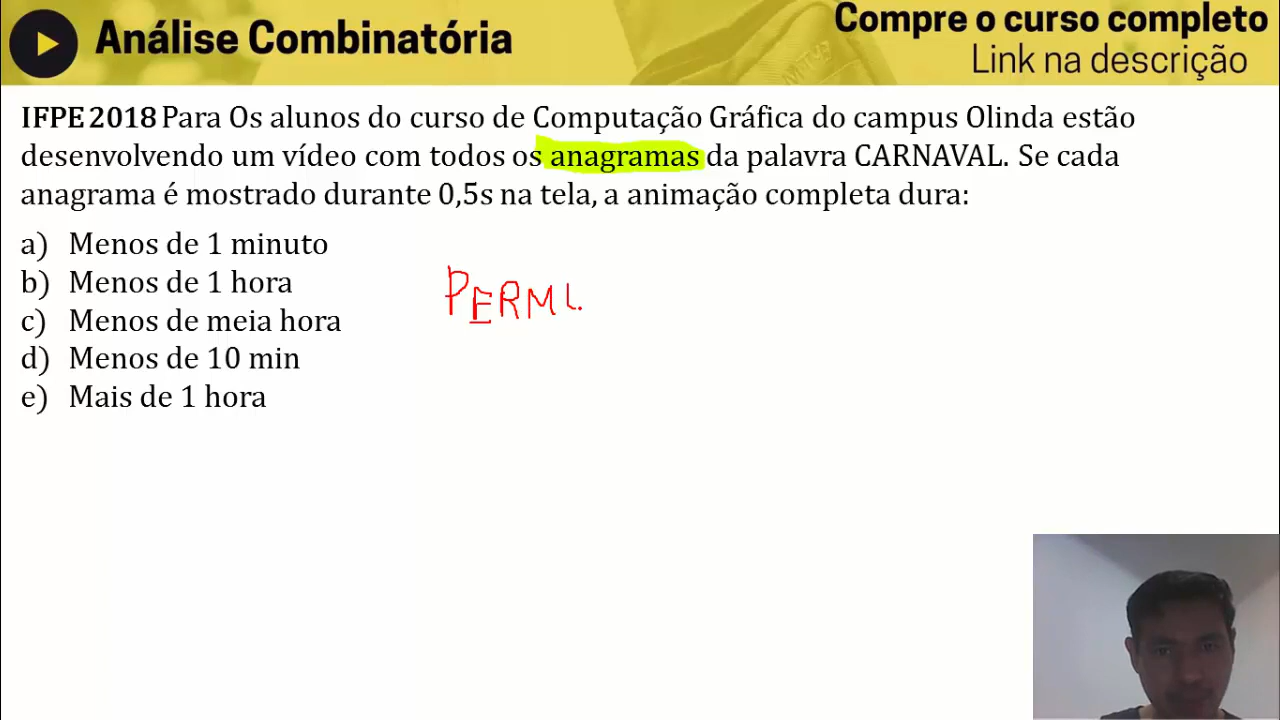 Análise Combinatória
Compre o curso completo
Link na descrição
IFPE 2018 Para Os alunos do curso de Computação Gráfica do campus Olinda estão
desenvolvendo um vídeo com todos os anagramas da palavra CARNAVAL. Se cada
anagrama é mostrado durante 0,5s na tela, a animação completa dura:
a) Menos de 1 minuto
b) Menos de 1 hora
c) Menos de meia hora
d) Menos de 10 min
e) Mais de 1 hora